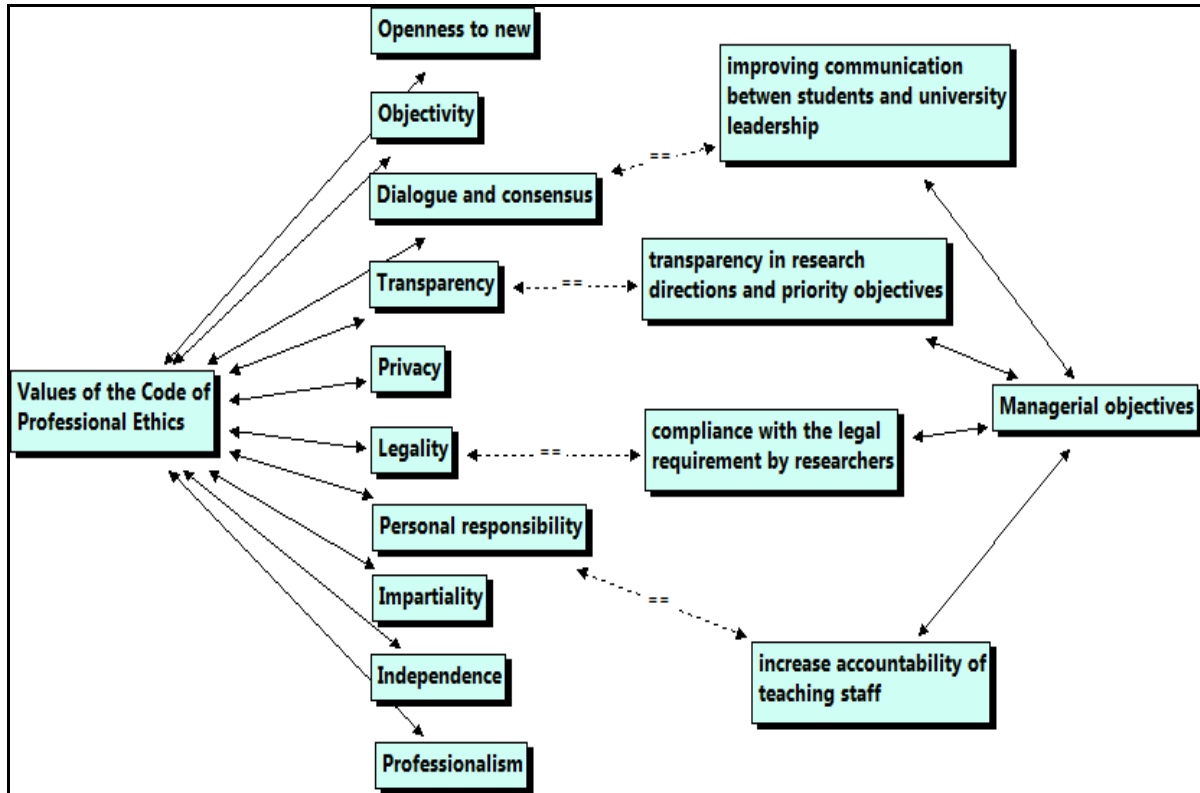 Openness to new
Objectivity
Dialogue and consensus
Transparency
Privacy
Legality
Personal responsibility
Impartiality
Independence
Professionalism
Values of the Code of
Professional Ethics
improving communication
betwen students and university
leadership
transparency in research
directions and priority objectives
compliance with the legal
requirement by researchers
increase accountability of
teaching staff
Managerial objectives
==
==
==
==